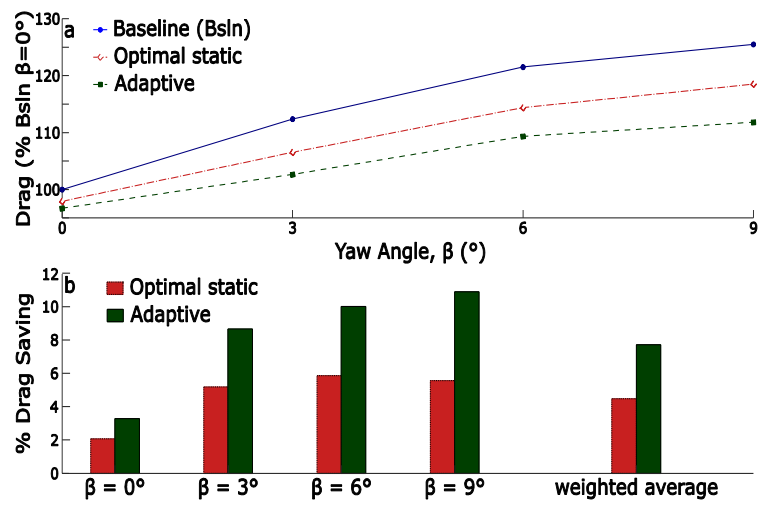 a
Baseline (Bsln)
Optimal static
Adaptive
Drag (% Bsln β=0°)
130
120
110
100
0 3 6 9
Yaw Angle, β (°)
b
Optimal static
Adaptive
% Drag Saving
12
10
8
6
4
2
0
β = 0° β = 3° β = 6° β = 9° weighted average